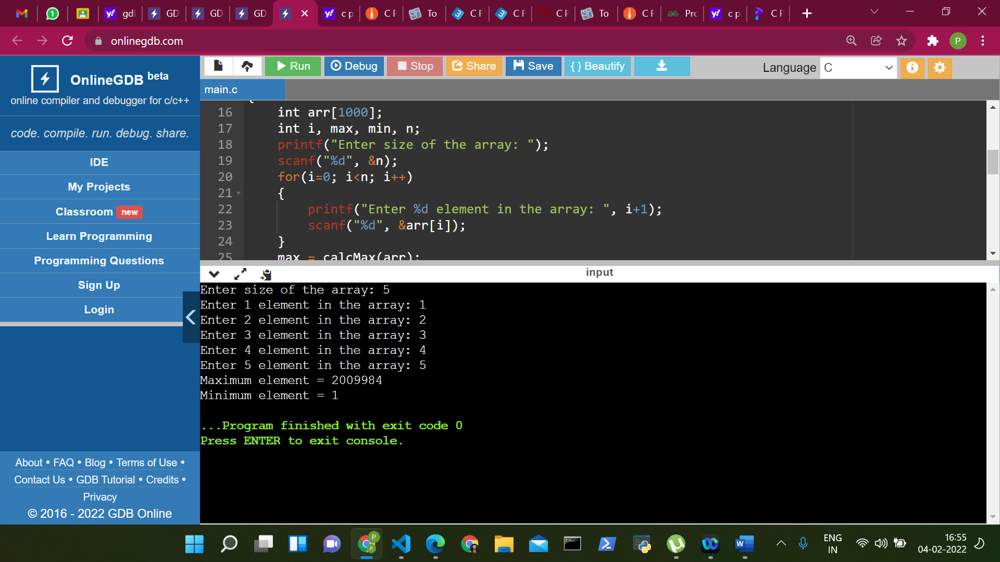 gd
GD
GD
GD
c p
C F
To
C F
C F
C F
To
C F
Pro
c p
C F
onlinegdb.com
P
OnlineGDB beta
online compiler and debugger for c/c++
code. compile. run. debug. share.
IDE
My Projects
Classroom new
Learn Programming
Programming Questions
Sign Up
Login
About • FAQ • Blog • Terms of Use •
Contact Us • GDB Tutorial • Credits •
Privacy
© 2016 - 2022 GDB Online
Run
Debug
Stop
Share
Save
{ } Beautify
Language C
main.c
16 int arr[1000];
17 int i, max, min, n;
18 printf("Enter size of the array: ");
19 scanf("%d", &n);
20 for(i=0; i<n; i++)
21 {
22 printf("Enter %d element in the array: ", i+1);
23 scanf("%d", &arr[i]);
24 }
25 max = calcMax(arr);
input
Enter size of the array: 5
Enter 1 element in the array: 1
Enter 2 element in the array: 2
Enter 3 element in the array: 3
Enter 4 element in the array: 4
Enter 5 element in the array: 5
Maximum element = 2009984
Minimum element = 1
...Program finished with exit code 0
Press ENTER to exit console.
ENG
IN
16:55
04-02-2022